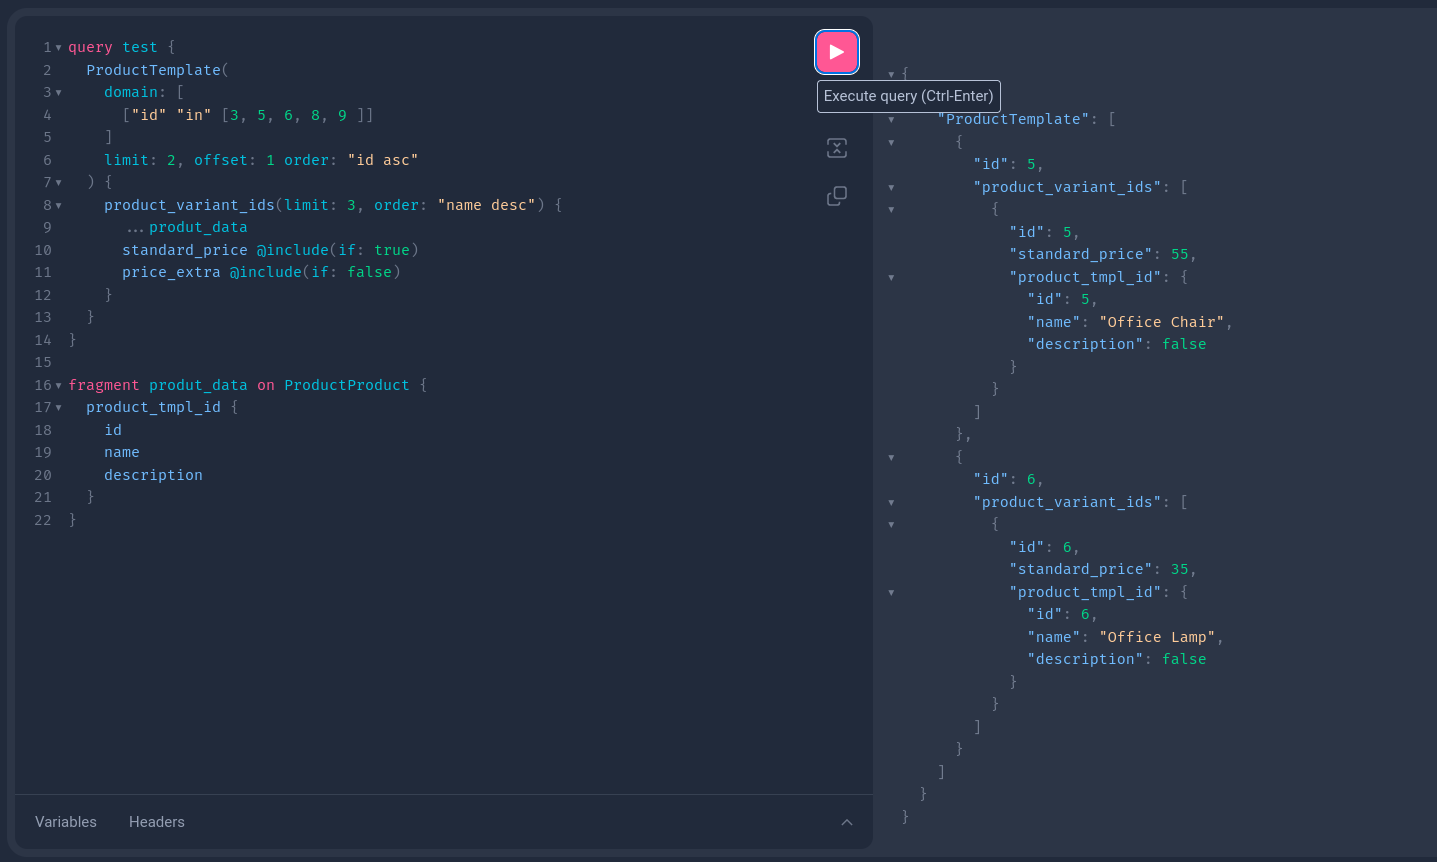 1 query test {
2 ProductTemplate(
3 domain: [
4 ["id" "in" [3, 5, 6, 8, 9 ]]
5 ]
6 limit: 2, offset: 1 order: "id asc"
7 ) {
8 product_variant_ids(limit: 3, order: "name desc") {
9 ... produt_data
10 standard_price @include(if: true)
11 price_extra @include(if: false)
12 }
13 }
14 }
15
16 fragment produt_data on ProductProduct {
17 product_tmpl_id {
18 id
19 name
20 description
21 }
22 }
Variables Headers
Execute query (Ctrl-Enter)
{
"ProductTemplate": [
{
"id": 5,
"product_variant_ids": [
{
"id": 5,
"standard_price": 55,
"product_tmpl_id": {
"id": 5,
"name": "Office Chair",
"description": false
}
}
]
},
{
"id": 6,
"product_variant_ids": [
{
"id": 6,
"standard_price": 35,
"product_tmpl_id": {
"id": 6,
"name": "Office Lamp",
"description": false
}
}
]
}
]
}
}